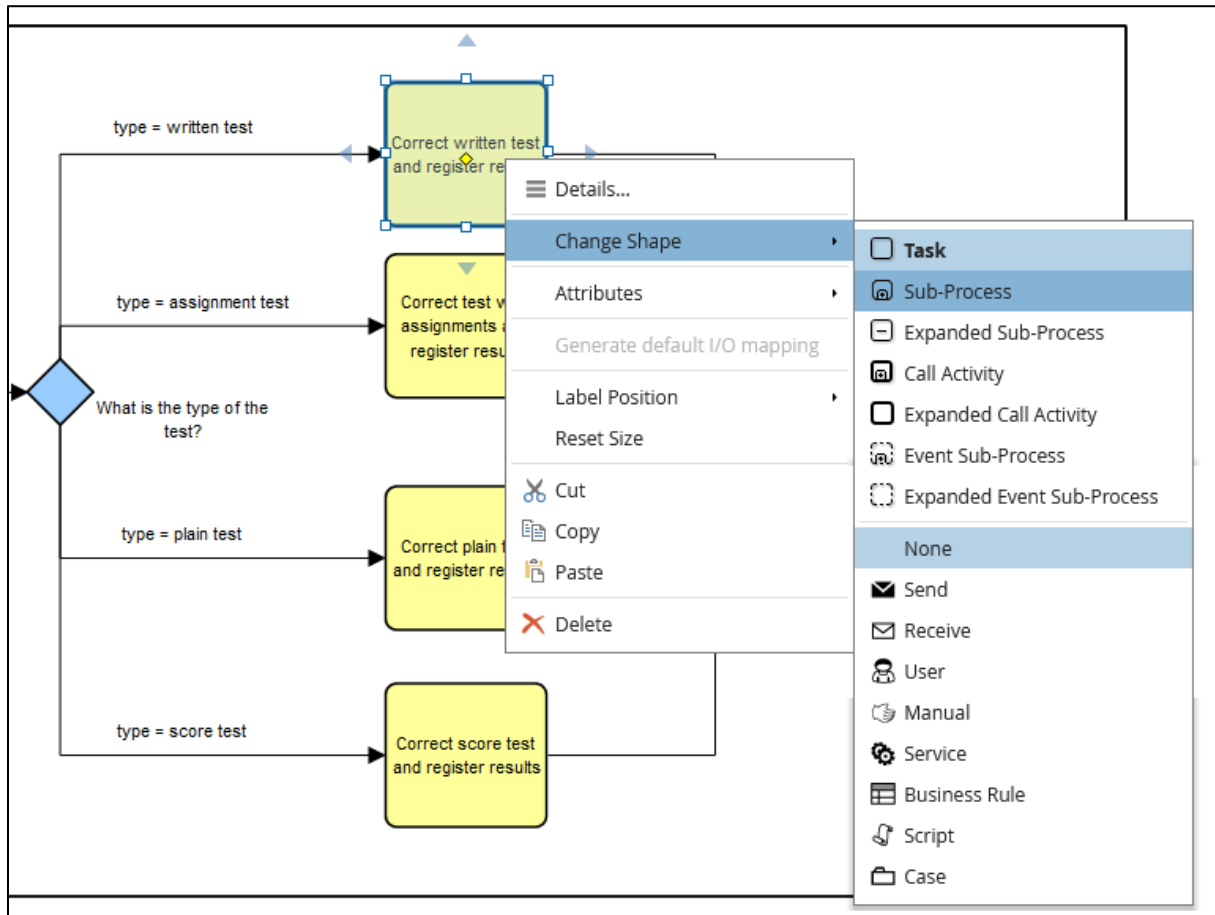 type = written test
Correct written test
and register re
type = assignment test
Correct test w
assignments a
register resu
What is the type of the
test?
type = plain test
Correct plain t
and register re
type = score test
Correct score test
and register results
Details...
Change Shape
Attributes
Generate default I/O mapping
Label Position
Reset Size
Cut
Copy
Paste
Delete
Task
Sub-Process
Expanded Sub-Process
Call Activity
Expanded Call Activity
Event Sub-Process
Expanded Event Sub-Process
None
Send
Receive
User
Manual
Service
Business Rule
Script
Case